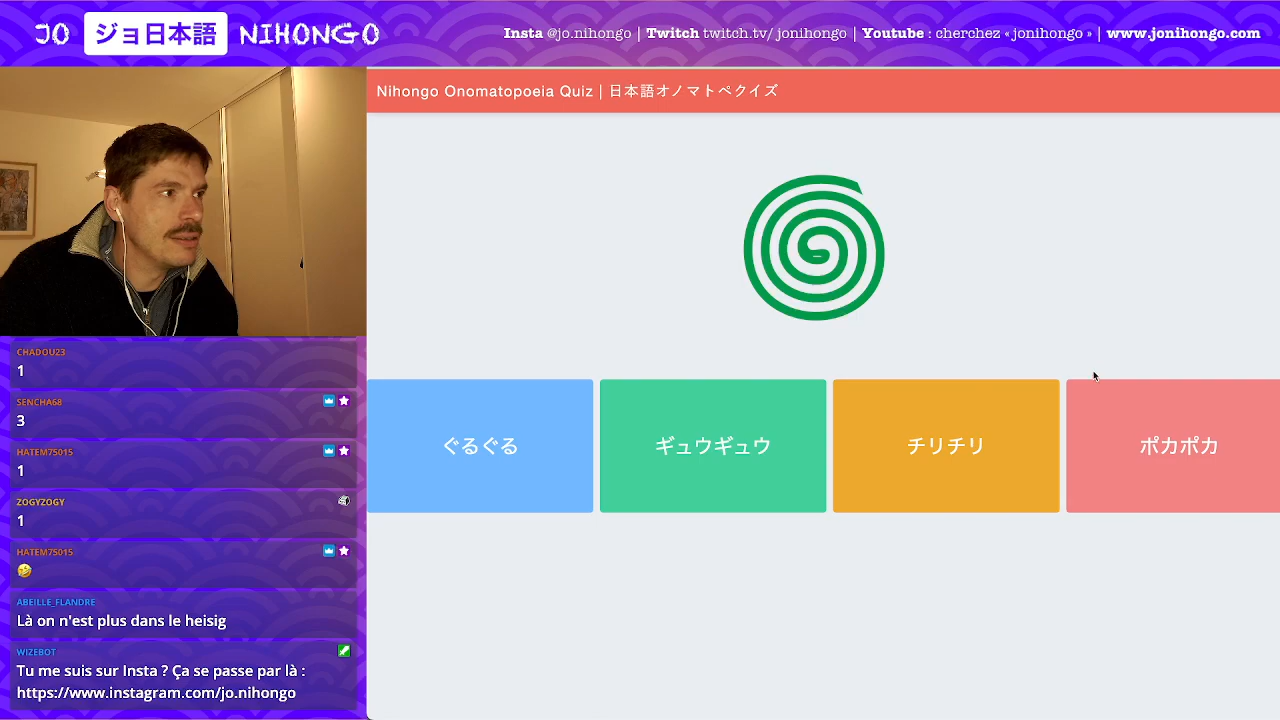 JO ジョ日本語 NIHONGO
Insta @jo.nihongo | Twitch twitch.tv/jonihongo | Youtube : cherchez « jonihongo » | www.jonihongo.com
Nihongo Onomatopoeia Quiz | 日本語オノマトペクイズ
ぐるぐる
ギュウギュウ
チリチリ
ポカポカ
CHADOU23
1
SENCHA68
3
HATEM75015
1
ZOGYZOGY
1
HATEM75015
🤣
ABEILLE_FLANDRE
Là on n'est plus dans le heisig
WIZEBOT
Tu me suis sur Insta ? Ça se passe par là :
https://www.instagram.com/jo.nihongo